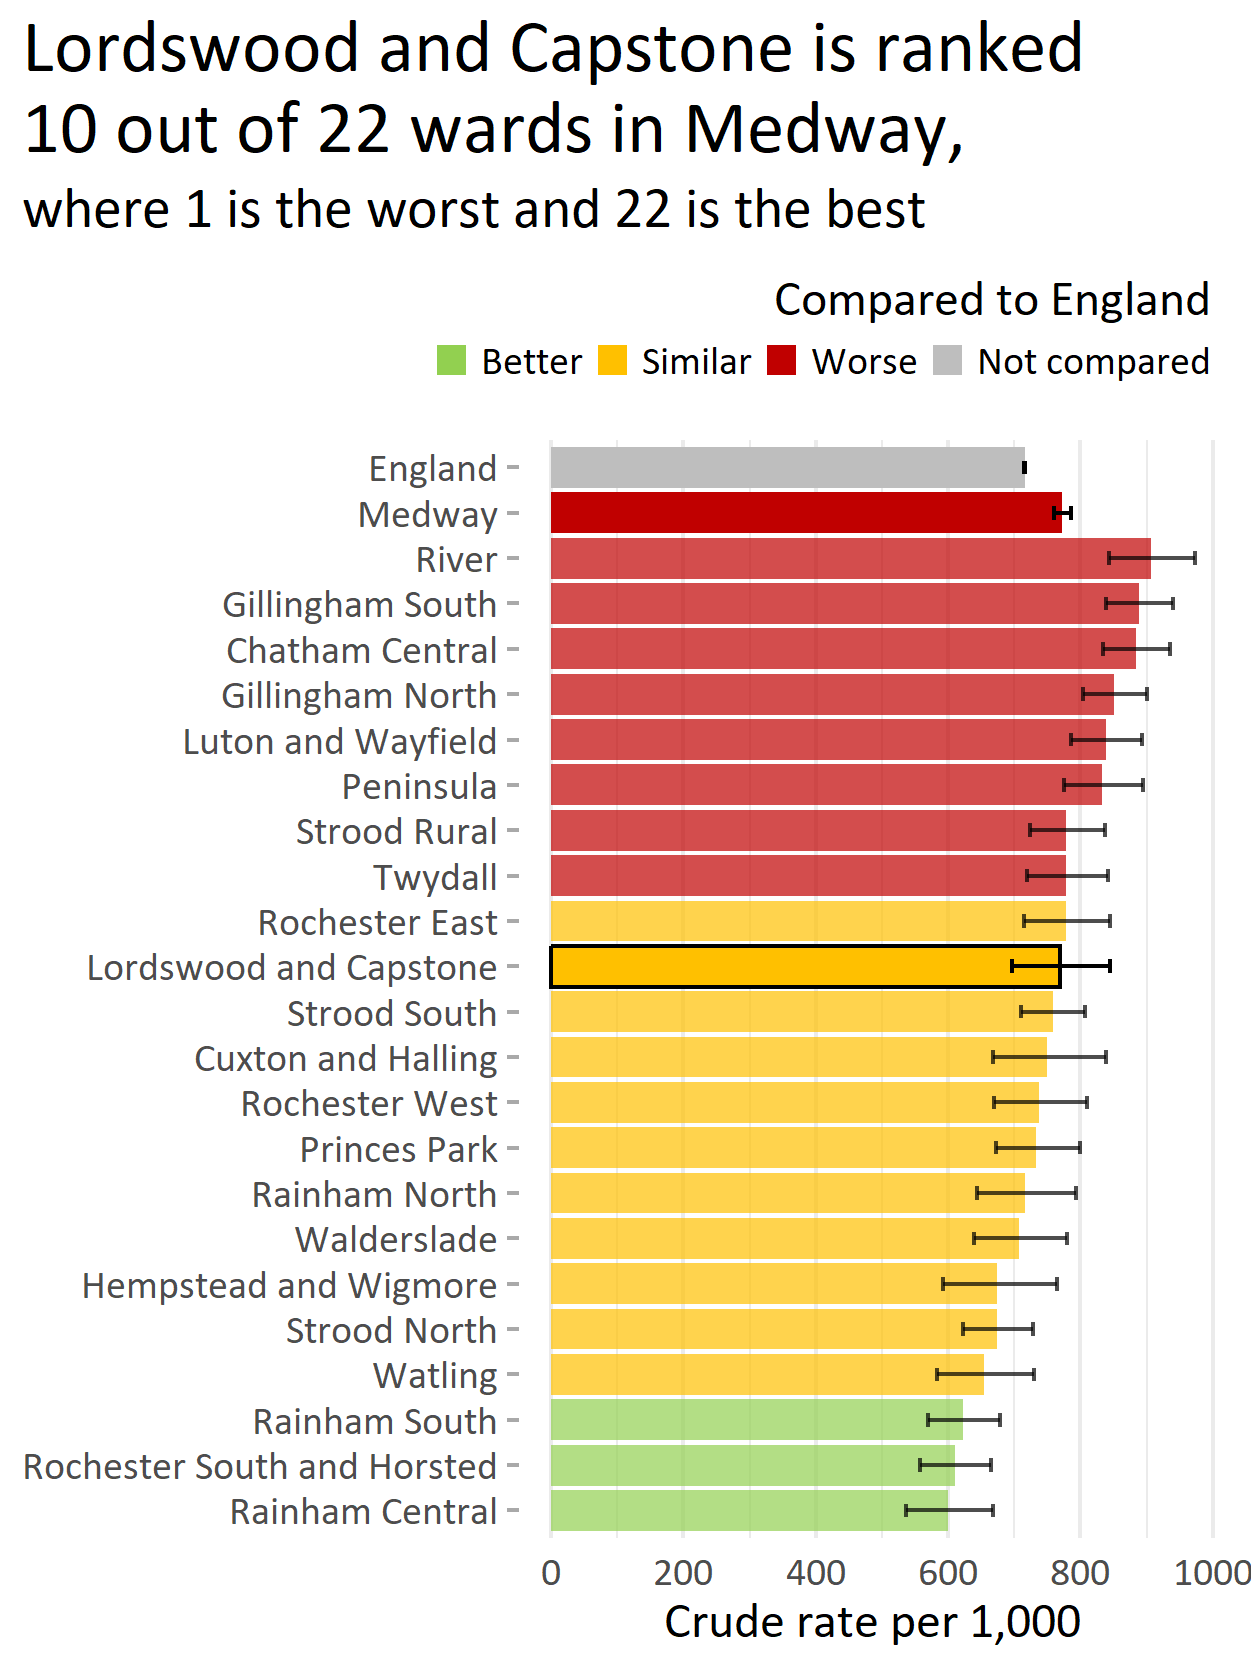 Lordswood and Capstone is ranked
10 out of 22 wards in Medway,
where 1 is the worst and 22 is the best
Compared to England
Better Similar Worse Not compared
England
Medway
River
Gillingham South
Chatham Central
Gillingham North
Luton and Wayfield
Peninsula
Strood Rural
Twydall
Rochester East
Lordswood and Capstone
Strood South
Cuxton and Halling
Rochester West
Princes Park
Rainham North
Walderslade
Hempstead and Wigmore
Strood North
Watling
Rainham South
Rochester South and Horsted
Rainham Central
0 200 400 600 800 1000
Crude rate per 1,000